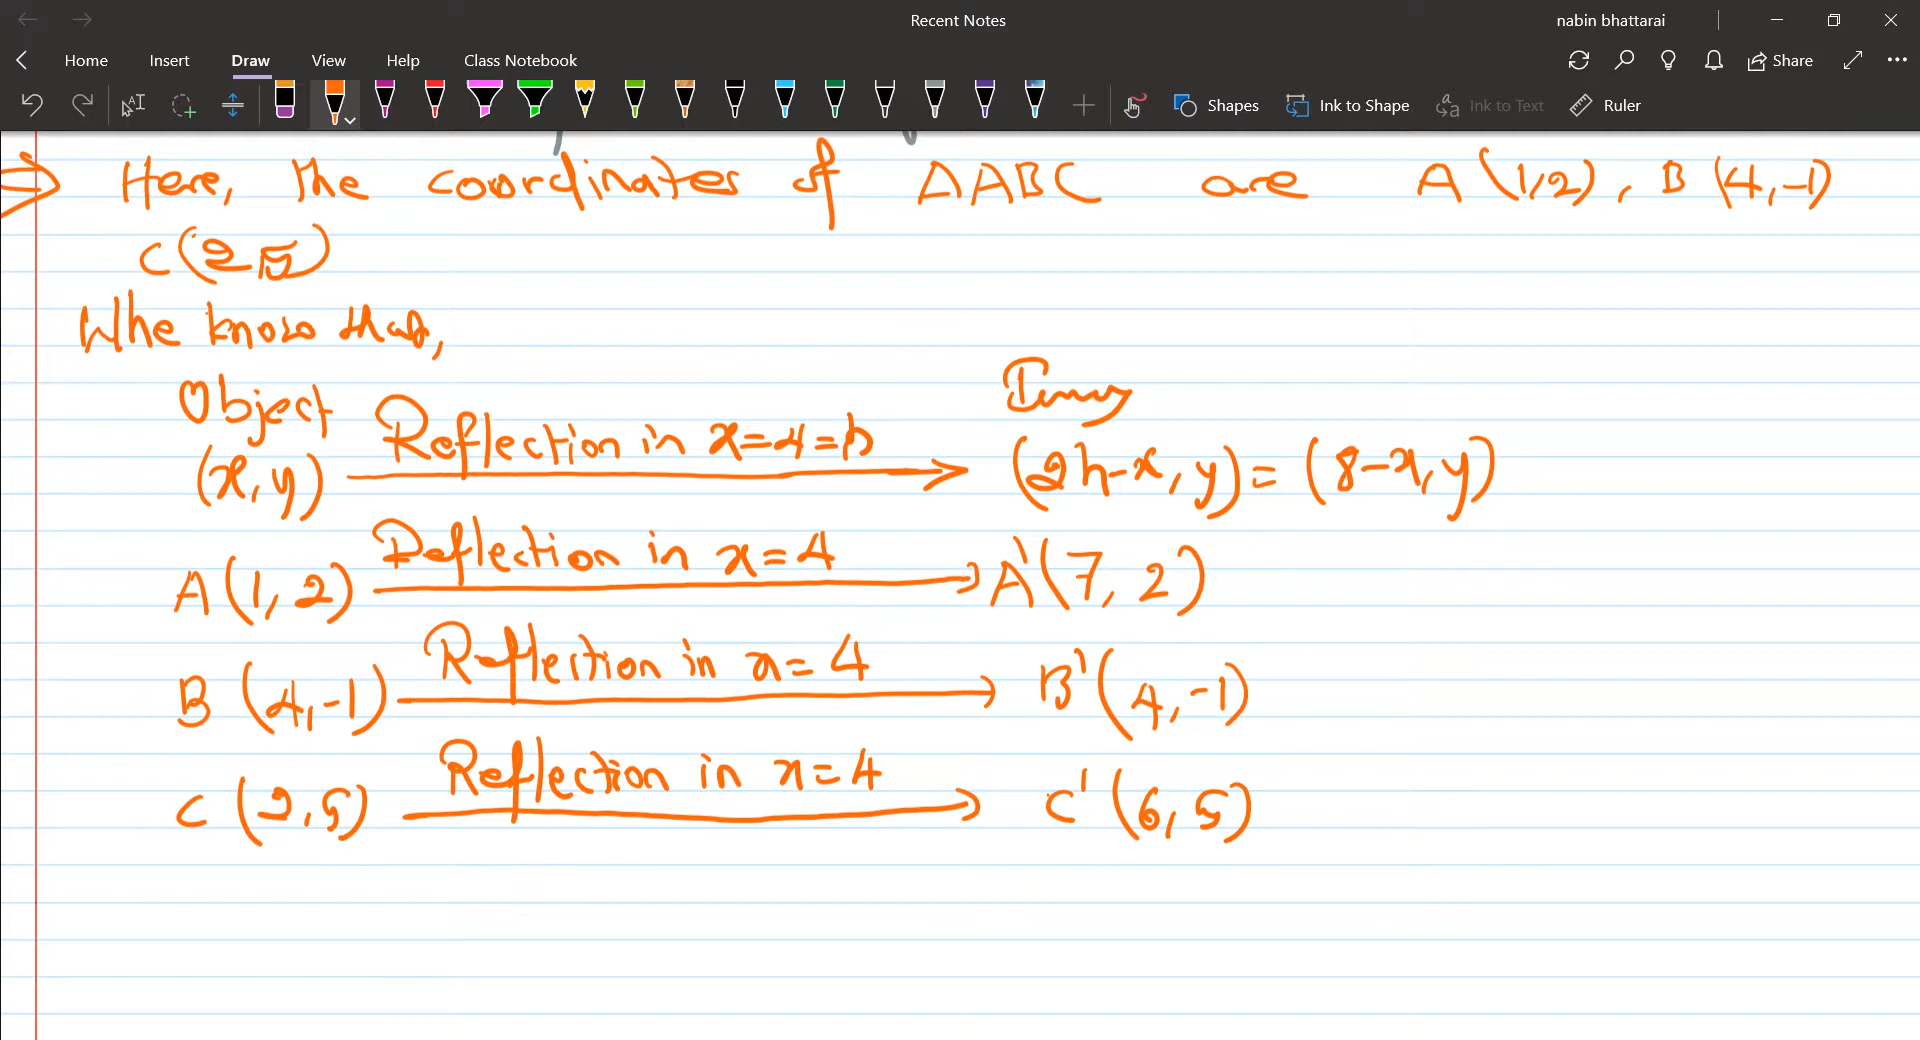 Recent Notes
nabin bhattarai
Home Insert Draw View Help Class Notebook Share
Shapes Ink to Shape Ink to Text Ruler
Here, the coordinates of ΔABC are A(1,2), B(4,-1)
C(2,5)
Whe know that,
Object
(x,y) Reflection in x=4=h (2h-x, y) = (8-x, y)
A(1, 2) Reflection in x=4 A'(7, 2)
B (4,-1) Reflection in x=4 B'(4,-1)
C (2,5) Reflection in x=4 C'(6,5)